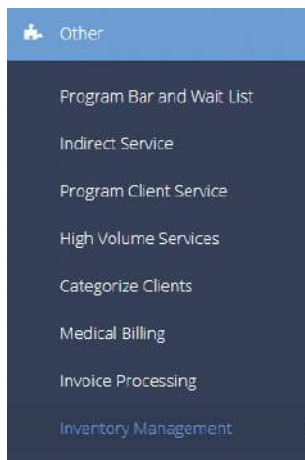 Other
Program Bar and Wait List
Indirect Service
Program Client Service
High Volume Services
Categorize Clients
Medical Billing
Invoice Processing
Inventory Management